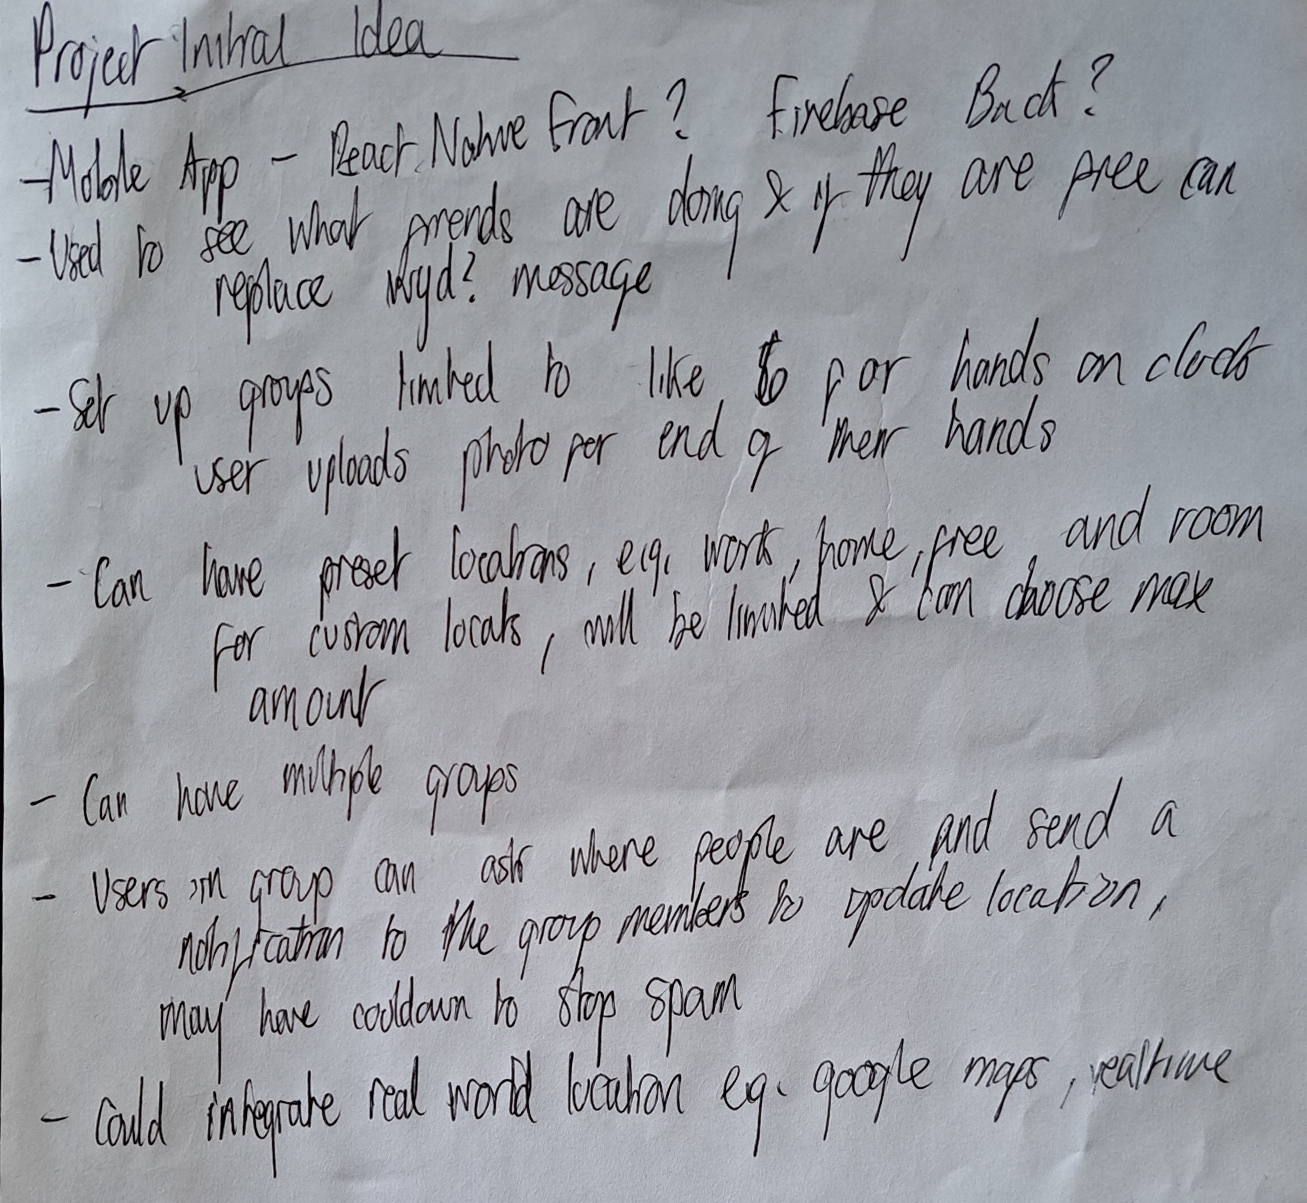 Project Initial Idea
- Mobile App - React Native Front? Firebase Back?
- Used to see what friends are doing & if they are free can
replace wyd? message
- Set up groups limited to like for hands on clock
user uploads photo for end of their hands
- Can have preset locations, e.g. work, home, free, and room
for custom locats, will be limited & can choose max
amount
- Can have multiple groups
- Users in group can ask where people are and send a
notification to the group members to update location,
may have cooldown to stop spam
- Could integrate real world location eg. google maps, realtime